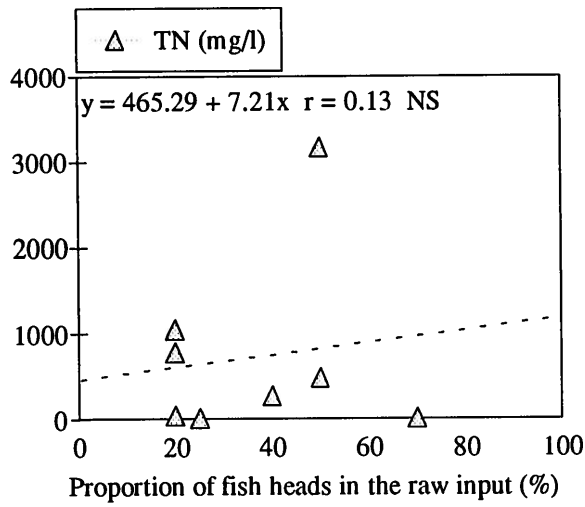 TN (mg/l)
4000
y = 465.29 + 7.21x r = 0.13 NS
3000
2000
1000
0
0 20 40 60 80 100
Proportion of fish heads in the raw input (%)